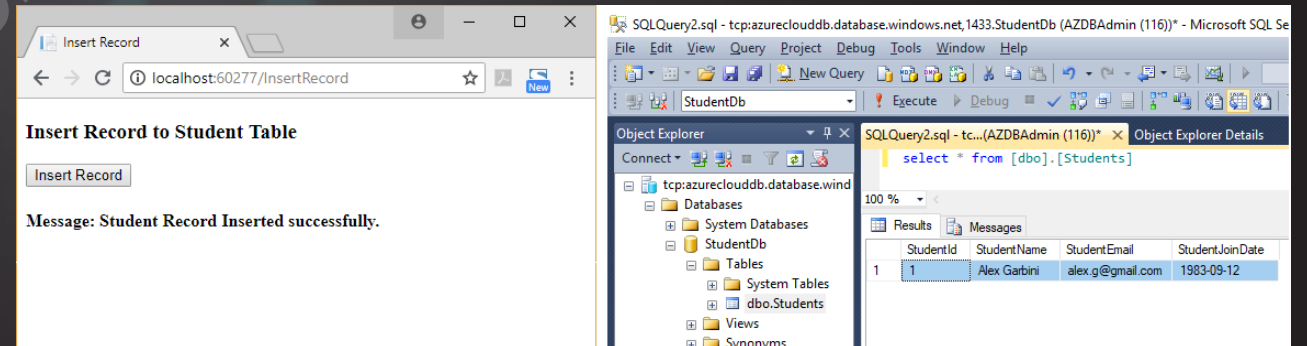 Insert Record
localhost:60277/InsertRecord
New
Insert Record to Student Table
Insert Record
Message: Student Record Inserted successfully.
SQLQuery2.sql - tcp:azureclouddb.database.windows.net,1433.StudentDb (AZDBAdmin (116))* - Microsoft SQL Se
File Edit View Query Project Debug Tools Window Help
New Query
StudentDb
Execute Debug
Object Explorer
Connect
tcp:azureclouddb.database.wind
Databases
System Databases
StudentDb
Tables
System Tables
dbo.Students
Views
Synonyms
SQLQuery2.sql - tc...(AZDBAdmin (116))* Object Explorer Details
select * from [dbo].[Students]
100 %
Results Messages
StudentId StudentName StudentEmail StudentJoinDate
1 1 Alex Garbini alex.g@gmail.com 1983-09-12